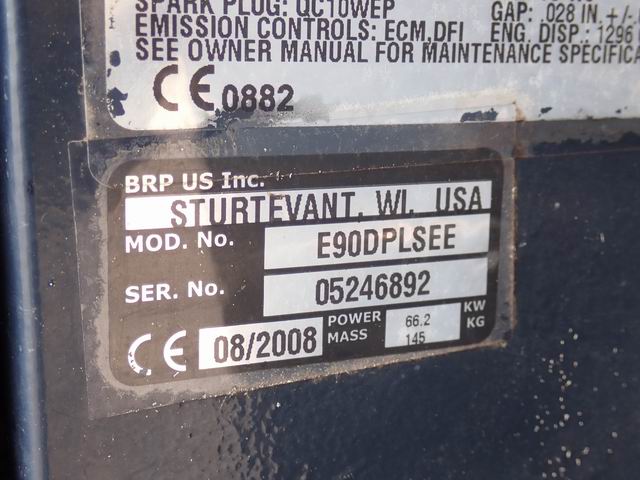 SPARK PLUG: QC10WEP GAP: .028 IN. +/-
EMISSION CONTROLS: ECM,DFI ENG. DISP.: 1296
SEE OWNER MANUAL FOR MAINTENANCE SPECIFICA
CE 0882
BRP US Inc.
STURTEVANT, WI, USA
MOD. No. E90DPLSEE
SER. No. 05246892
CE 08/2008 POWER 66.2 KW
MASS 145 KG